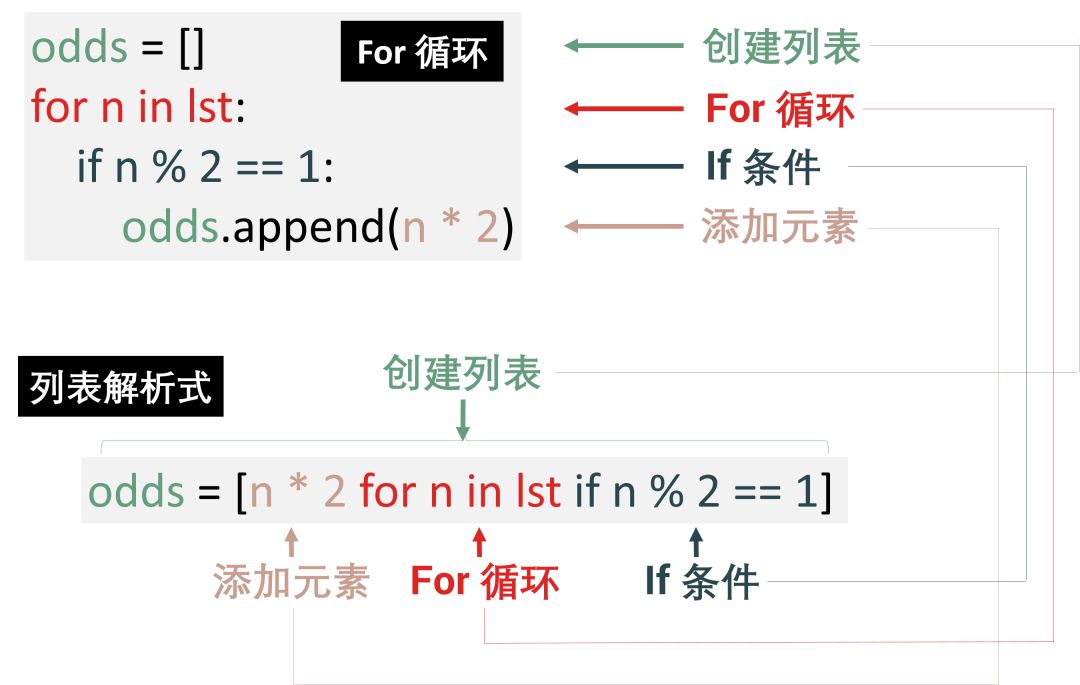 odds = []
For 循环
创建列表
for n in lst:
For 循环
if n % 2 == 1:
If 条件
odds.append(n * 2)
添加元素
列表解析式
创建列表
odds = [n * 2 for n in lst if n % 2 == 1]
添加元素
For 循环
If 条件